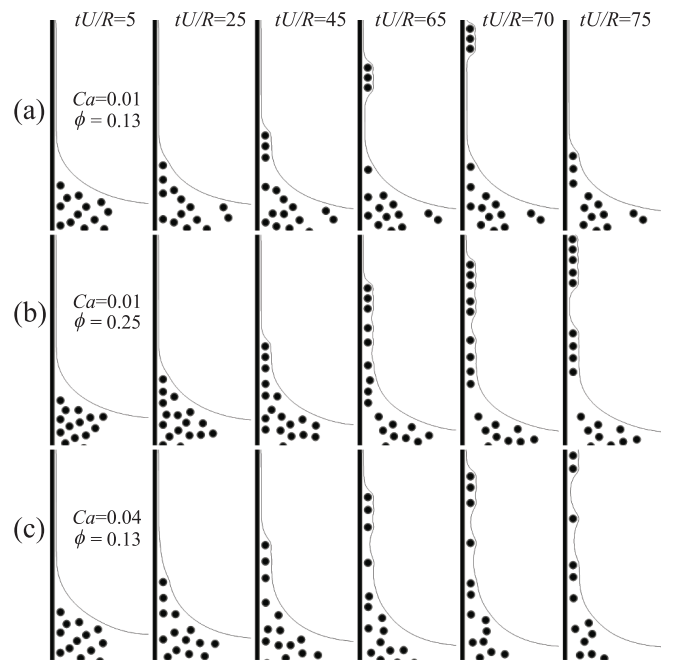 tU/R=5 tU/R=25 tU/R=45 tU/R=65 tU/R=70 tU/R=75
(a)
Ca=0.01
ϕ = 0.13
(b)
Ca=0.01
ϕ = 0.25
(c)
Ca=0.04
ϕ = 0.13